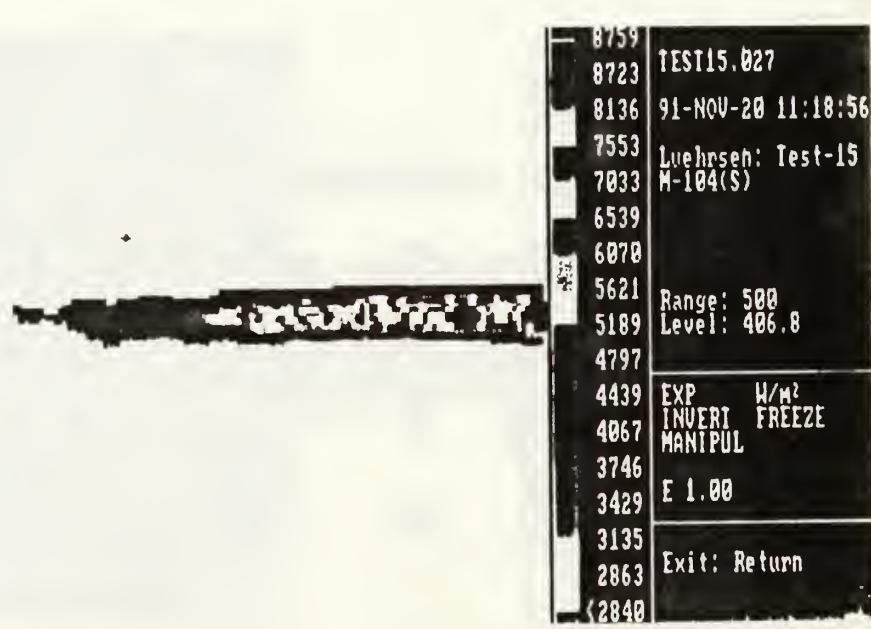 8759
8723
8136
7553
7033
6539
6070
5621
5189
4797
4439
4067
3746
3429
3135
2863
<2840
TEST15.027
91-NOV-20 11:18:56
Luehrsen: Test-15
M-104(S)
Range: 500
Level: 406.8
EXP W/m²
INVERT FREEZE
MANIPUL
E 1.00
Exit: Return